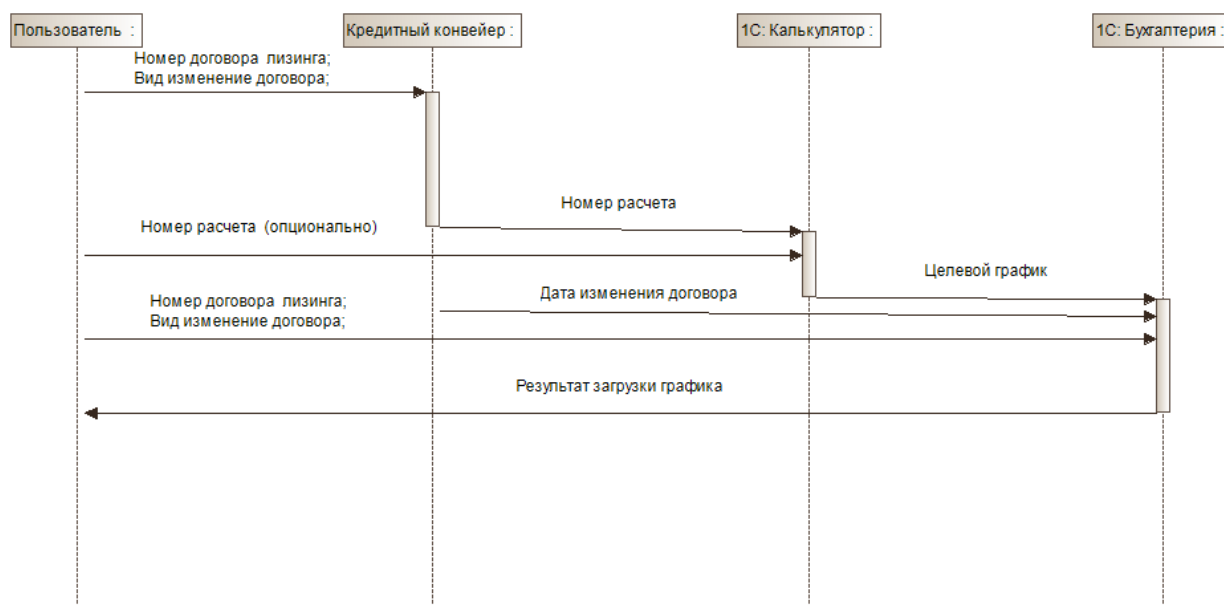 Пользователь :
Кредитный конвейер :
1С: Калькулятор :
1С: Бухгалтерия :
Номер договора лизинга;
Вид изменение договора;
Номер расчета
Номер расчета (опционально)
Целевой график
Дата изменения договора
Номер договора лизинга;
Вид изменение договора;
Результат загрузки графика